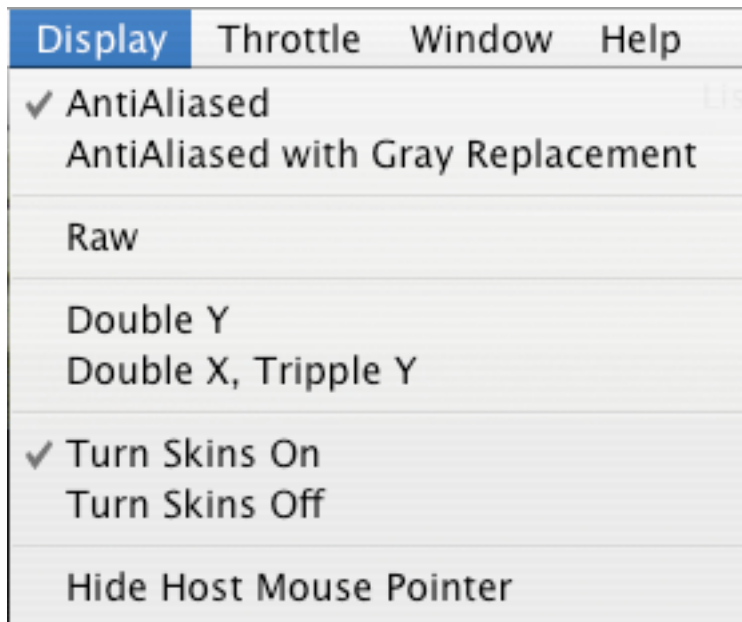 Display Throttle Window Help
AntiAliased
AntiAliased with Gray Replacement
Raw
Double Y
Double X, Tripple Y
Turn Skins On
Turn Skins Off
Hide Host Mouse Pointer